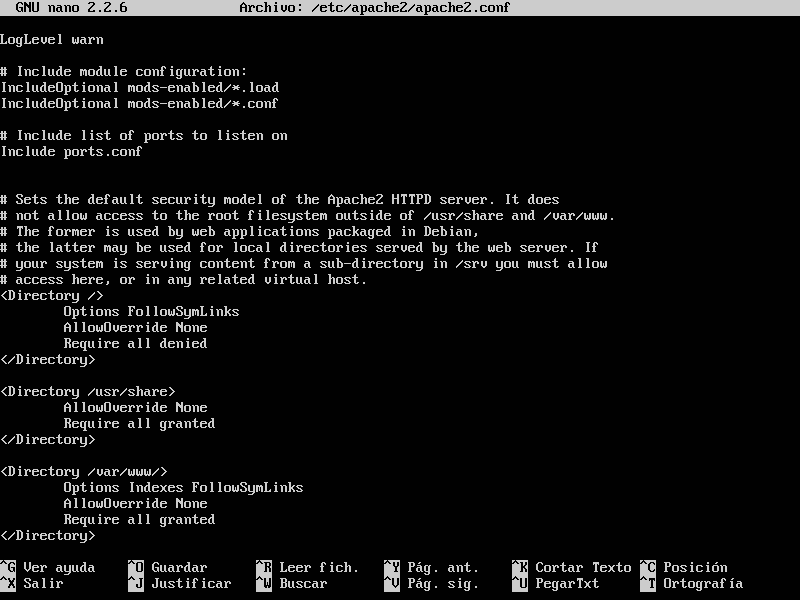 GNU nano 2.2.6 Archivo: /etc/apache2/apache2.conf
LogLevel warn
# Include module configuration:
IncludeOptional mods-enabled/*.load
IncludeOptional mods-enabled/*.conf
# Include list of ports to listen on
Include ports.conf
# Sets the default security model of the Apache2 HTTPD server. It does
# not allow access to the root filesystem outside of /usr/share and /var/www.
# The former is used by web applications packaged in Debian,
# the latter may be used for local directories served by the web server. If
# your system is serving content from a sub-directory in /srv you must allow
# access here, or in any related virtual host.
<Directory />
Options FollowSymLinks
AllowOverride None
Require all denied
</Directory>
<Directory /usr/share>
AllowOverride None
Require all granted
</Directory>
<Directory /var/www/>
Options Indexes FollowSymLinks
AllowOverride None
Require all granted
</Directory>
^G Ver ayuda ^O Guardar ^R Leer fich. ^Y Pág. ant. ^K Cortar Texto ^C Posición
^X Salir ^J Justificar ^W Buscar ^V Pág. sig. ^U PegarTxt ^T Ortografía